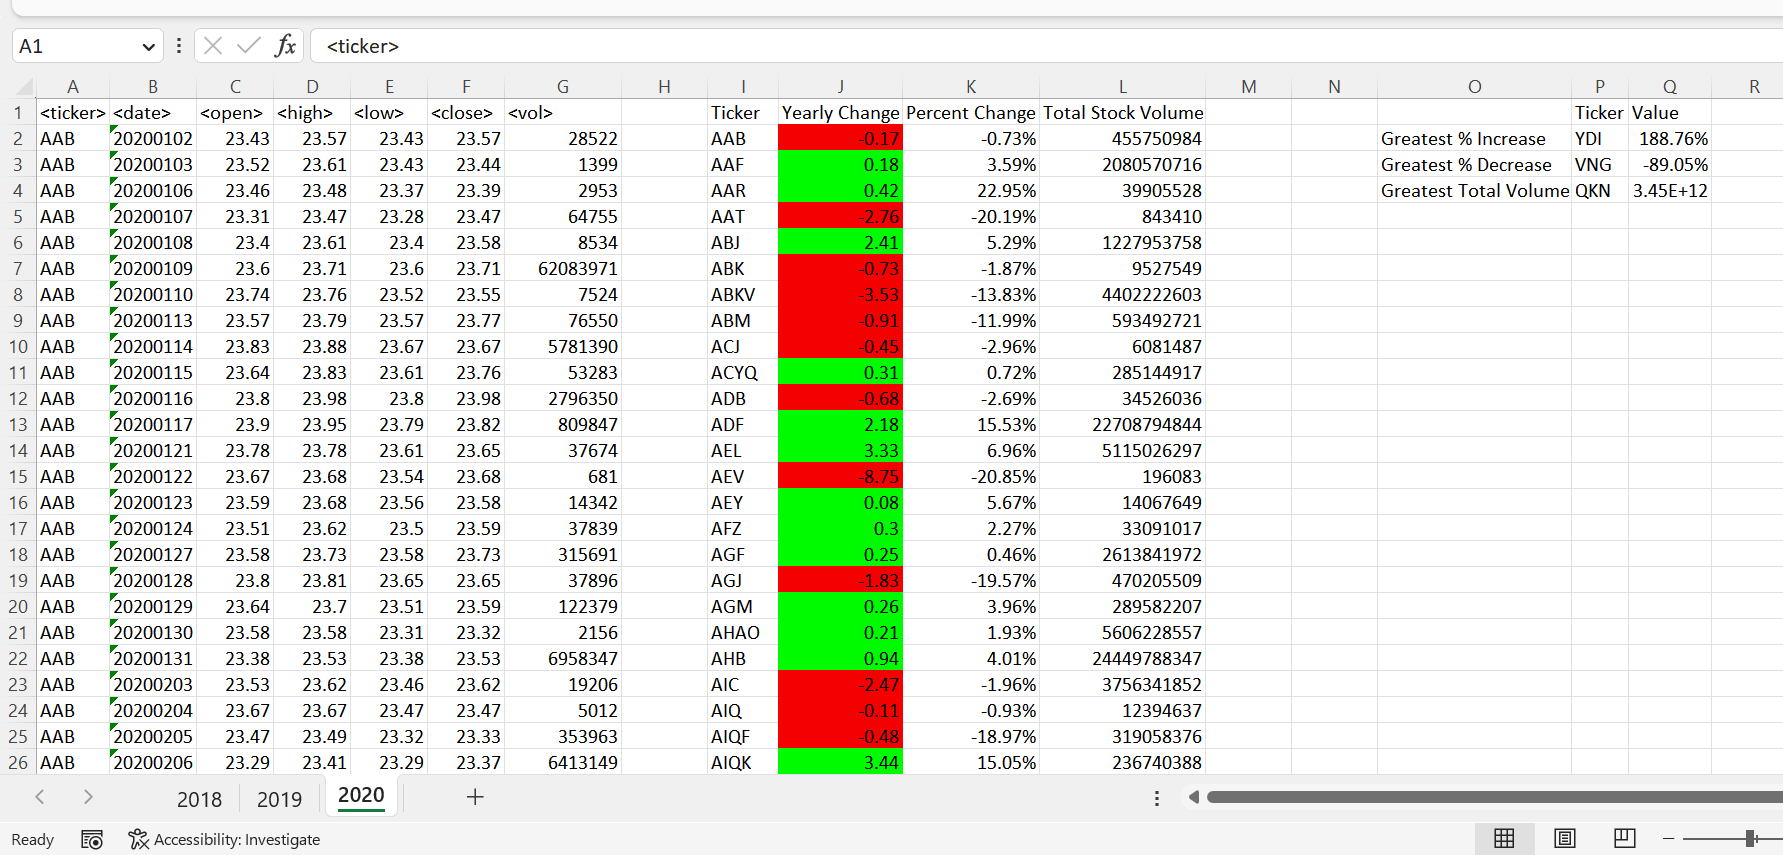 A1 fx <ticker>
A B C D E F G H I J K L M N O P Q R
1 <ticker> <date> <open> <high> <low> <close> <vol> Ticker Yearly Change Percent Change Total Stock Volume Ticker Value
2 AAB 20200102 23.43 23.57 23.43 23.57 28522 AAB -0.17 -0.73% 455750984 Greatest % Increase YDI 188.76%
3 AAB 20200103 23.52 23.61 23.43 23.44 1399 AAF 0.18 3.59% 2080570716 Greatest % Decrease VNG -89.05%
4 AAB 20200106 23.46 23.48 23.37 23.39 2953 AAR 0.42 22.95% 39905528 Greatest Total Volume QKN 3.45E+12
5 AAB 20200107 23.31 23.47 23.28 23.47 64755 AAT -2.76 -20.19% 843410
6 AAB 20200108 23.4 23.61 23.4 23.58 8534 ABJ 2.41 5.29% 1227953758
7 AAB 20200109 23.6 23.71 23.6 23.71 62083971 ABK -0.73 -1.87% 9527549
8 AAB 20200110 23.74 23.76 23.52 23.55 7524 ABKV -3.53 -13.83% 4402222603
9 AAB 20200113 23.57 23.79 23.57 23.77 76550 ABM -0.91 -11.99% 593492721
10 AAB 20200114 23.83 23.88 23.67 23.67 5781390 ACJ -0.45 -2.96% 6081487
11 AAB 20200115 23.64 23.83 23.61 23.76 53283 ACYQ 0.31 0.72% 285144917
12 AAB 20200116 23.8 23.98 23.8 23.98 2796350 ADB -0.68 -2.69% 34526036
13 AAB 20200117 23.9 23.95 23.79 23.82 809847 ADF 2.18 15.53% 22708794844
14 AAB 20200121 23.78 23.78 23.61 23.65 37674 AEL 3.33 6.96% 5115026297
15 AAB 20200122 23.67 23.68 23.54 23.68 681 AEV -8.75 -20.85% 196083
16 AAB 20200123 23.59 23.68 23.56 23.58 14342 AEY 0.08 5.67% 14067649
17 AAB 20200124 23.51 23.62 23.5 23.59 37839 AFZ 0.3 2.27% 33091017
18 AAB 20200127 23.58 23.73 23.58 23.73 315691 AGF 0.25 0.46% 2613841972
19 AAB 20200128 23.8 23.81 23.65 23.65 37896 AGJ -1.83 -19.57% 470205509
20 AAB 20200129 23.64 23.7 23.51 23.59 122379 AGM 0.26 3.96% 289582207
21 AAB 20200130 23.58 23.58 23.31 23.32 2156 AHAO 0.21 1.93% 5606228557
22 AAB 20200131 23.38 23.53 23.38 23.53 6958347 AHB 0.94 4.01% 24449788347
23 AAB 20200203 23.53 23.62 23.46 23.62 19206 AIC -2.47 -1.96% 3756341852
24 AAB 20200204 23.67 23.67 23.47 23.47 5012 AIQ -0.11 -0.93% 12394637
25 AAB 20200205 23.47 23.49 23.32 23.33 353963 AIQF -0.48 -18.97% 319058376
26 AAB 20200206 23.29 23.41 23.29 23.37 6413149 AIQK 3.44 15.05% 236740388
2018 2019 2020
Ready Accessibility: Investigate